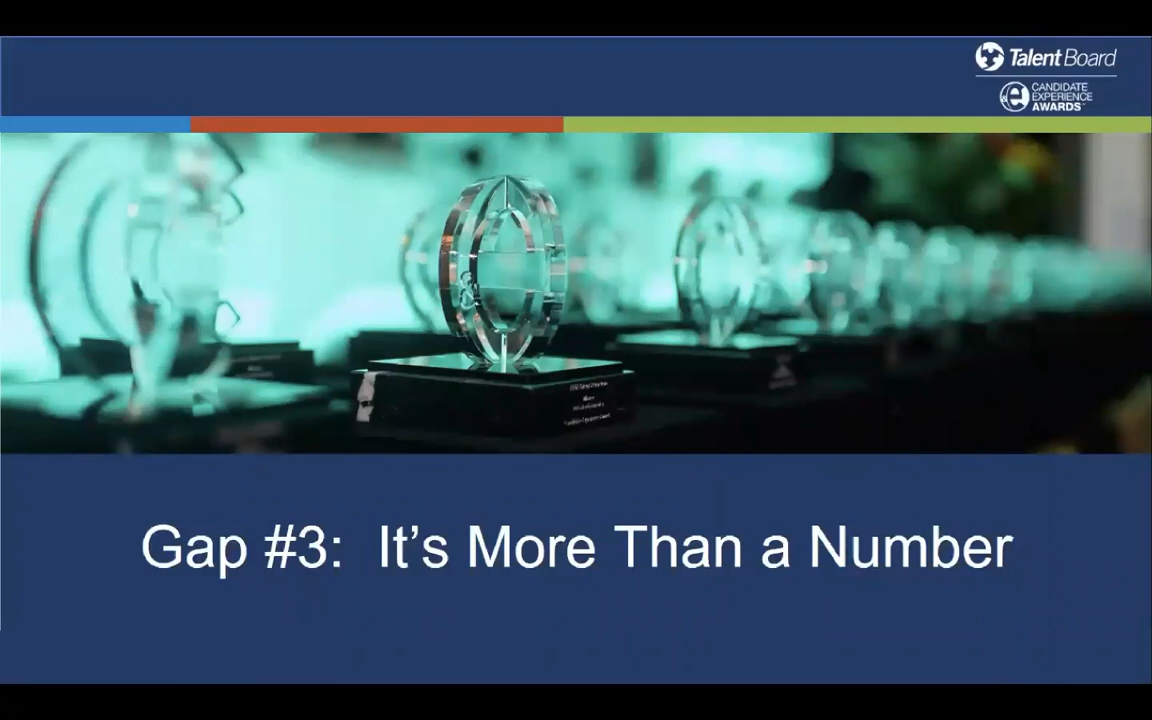 Talent Board
CANDIDATE
EXPERIENCE
AWARDS
Gap #3: It’s More Than a Number